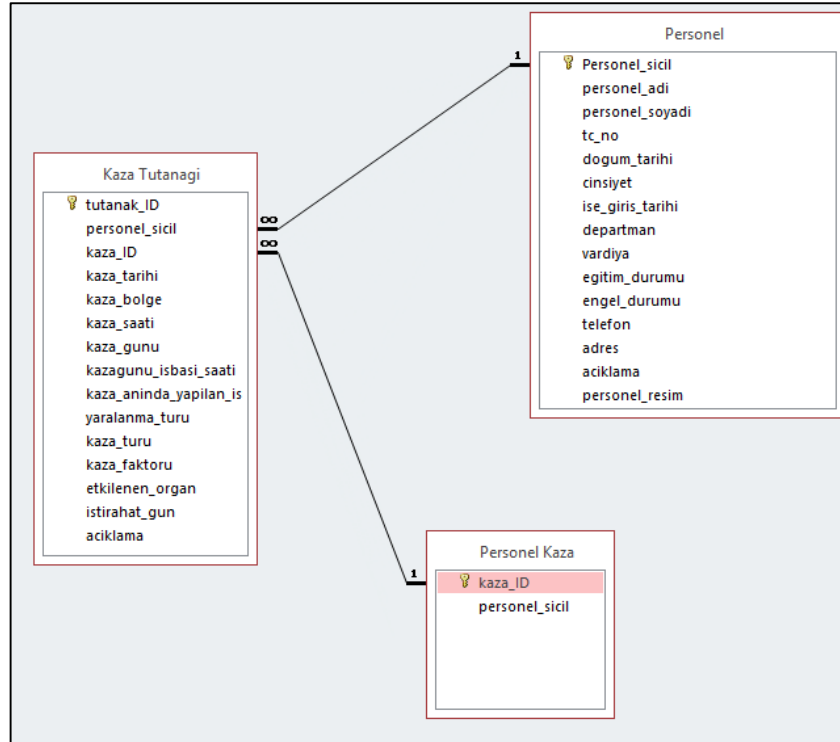 Personel
1
Personel_sicil
personel_adi
personel_soyadi
tc_no
dogum_tarihi
cinsiyet
ise_giris_tarihi
departman
vardiya
egitim_durumu
engel_durumu
telefon
adres
aciklama
personel_resim
Kaza Tutanagi
tutanak_ID
personel_sicil
kaza_ID
kaza_tarihi
kaza_bolge
kaza_saati
kaza_gunu
kazagunu_isbasi_saati
kaza_aninda_yapilan_is
yaralanma_turu
kaza_turu
kaza_faktoru
etkilenen_organ
istirahat_gun
aciklama
∞
∞
Personel Kaza
1
kaza_ID
personel_sicil